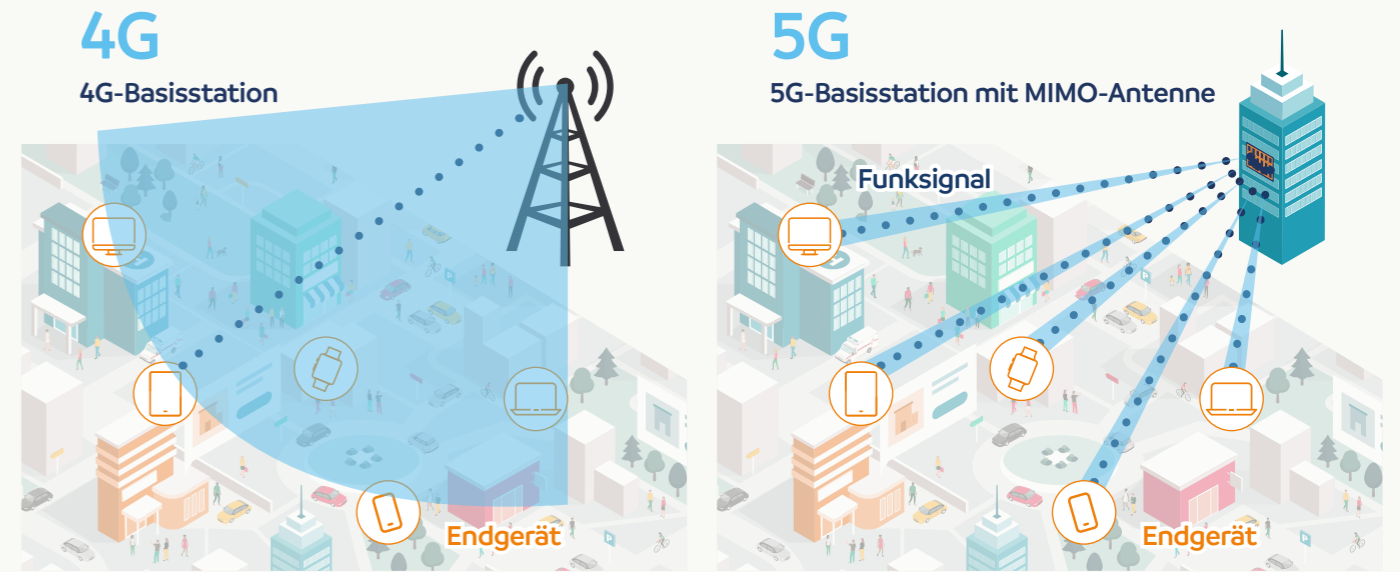 4G
4G-Basisstation
Endgerät
5G
5G-Basisstation mit MIMO-Antenne
Funksignal
Endgerät